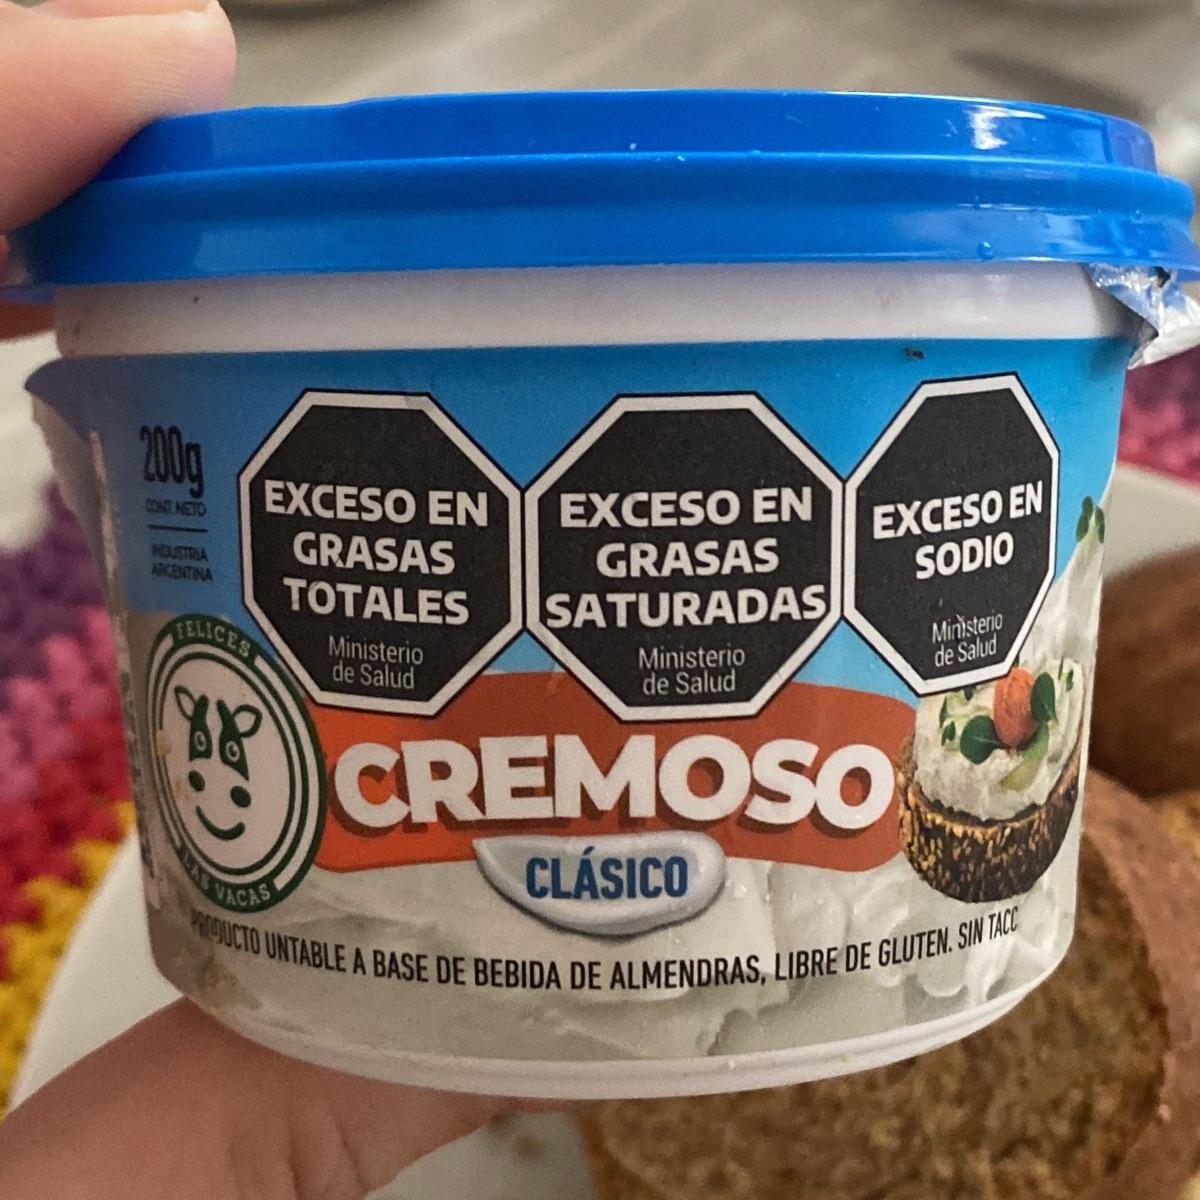 200g
CONT. NETO
INDUSTRIA
ARGENTINA
EXCESO EN
GRASAS
TOTALES
Ministerio
de Salud
EXCESO EN
GRASAS
SATURADAS
Ministerio
de Salud
EXCESO EN
SODIO
Ministerio
de Salud
FELICES
LAS VACAS
CREMOSO
CLÁSICO
PRODUCTO UNTABLE A BASE DE BEBIDA DE ALMENDRAS, LIBRE DE GLUTEN. SIN TACC